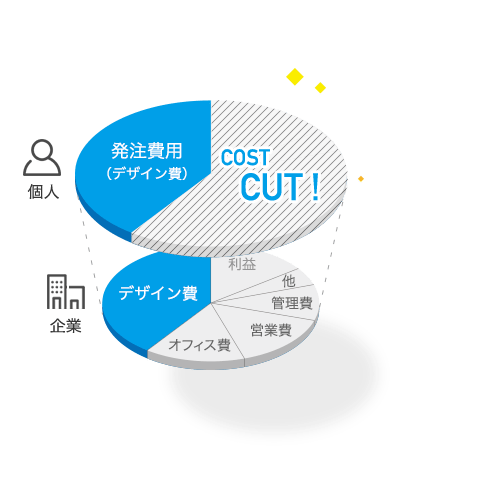 発注費用
（デザイン費）
COST
CUT！
個人
利益
他
デザイン費
管理費
営業費
オフィス費
企業